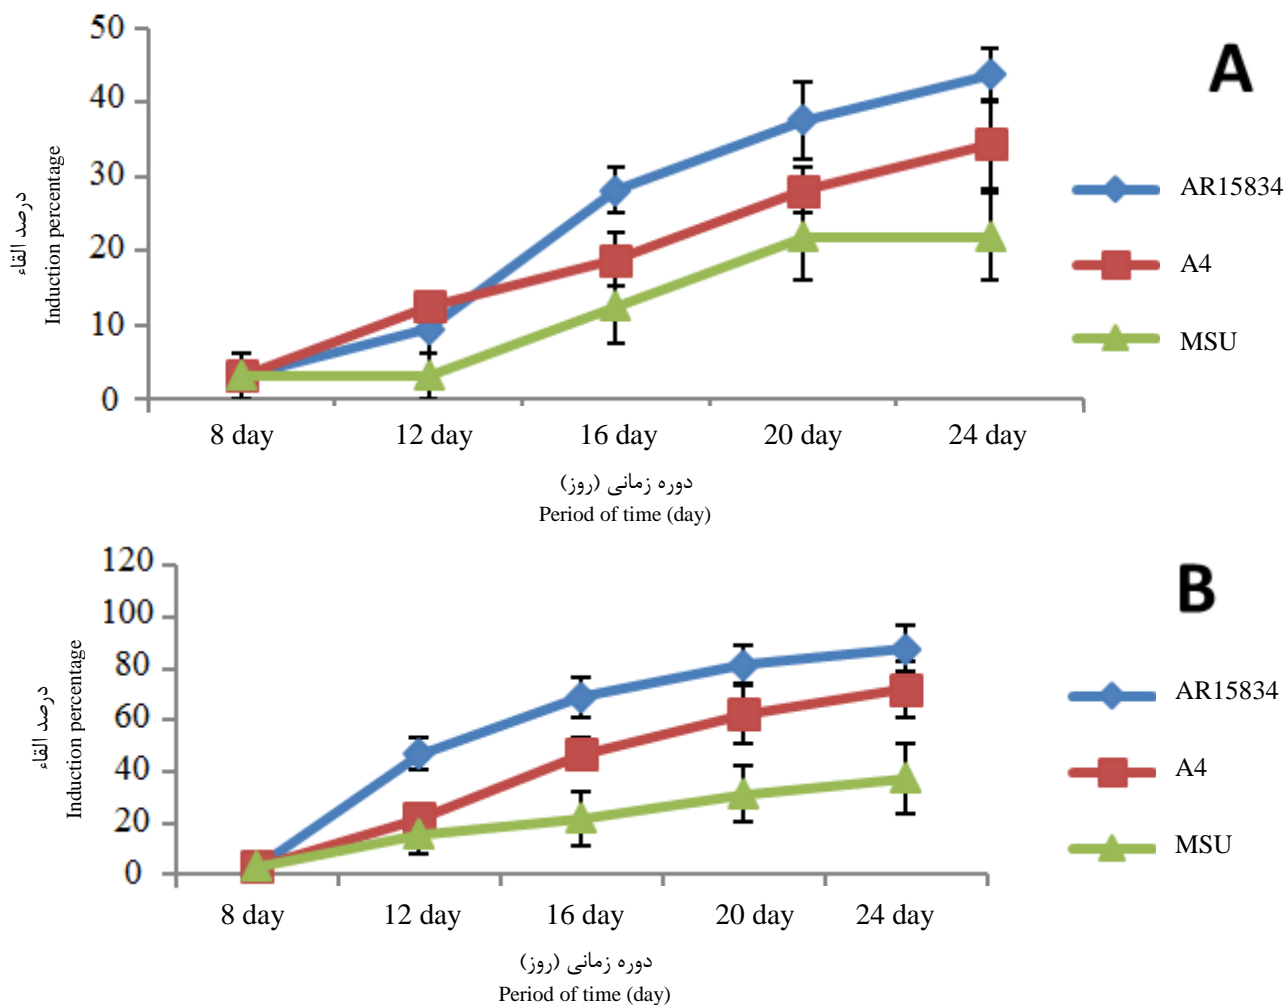 A
50
40
30
20
10
0
درصد القاء
Induction percentage
8 day 12 day 16 day 20 day 24 day
دوره زمانی (روز)
Period of time (day)
AR15834
A4
MSU
B
120
100
80
60
40
20
0
درصد القاء
Induction percentage
8 day 12 day 16 day 20 day 24 day
دوره زمانی (روز)
Period of time (day)
AR15834
A4
MSU